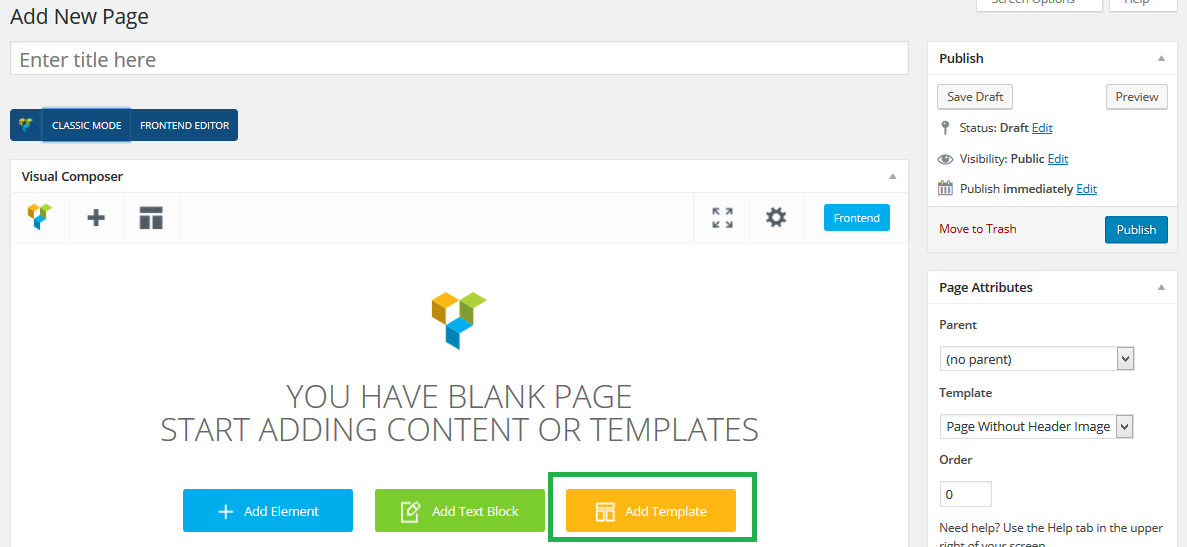 Add New Page
Screen Options
Help
Enter title here
CLASSIC MODE
FRONTEND EDITOR
Visual Composer
Frontend
YOU HAVE BLANK PAGE
START ADDING CONTENT OR TEMPLATES
Add Element
Add Text Block
Add Template
Publish
Save Draft
Preview
Status: Draft Edit
Visibility: Public Edit
Publish immediately Edit
Move to Trash
Publish
Page Attributes
Parent
(no parent)
Template
Page Without Header Image
Order
0
Need help? Use the Help tab in the upper
right of your screen.